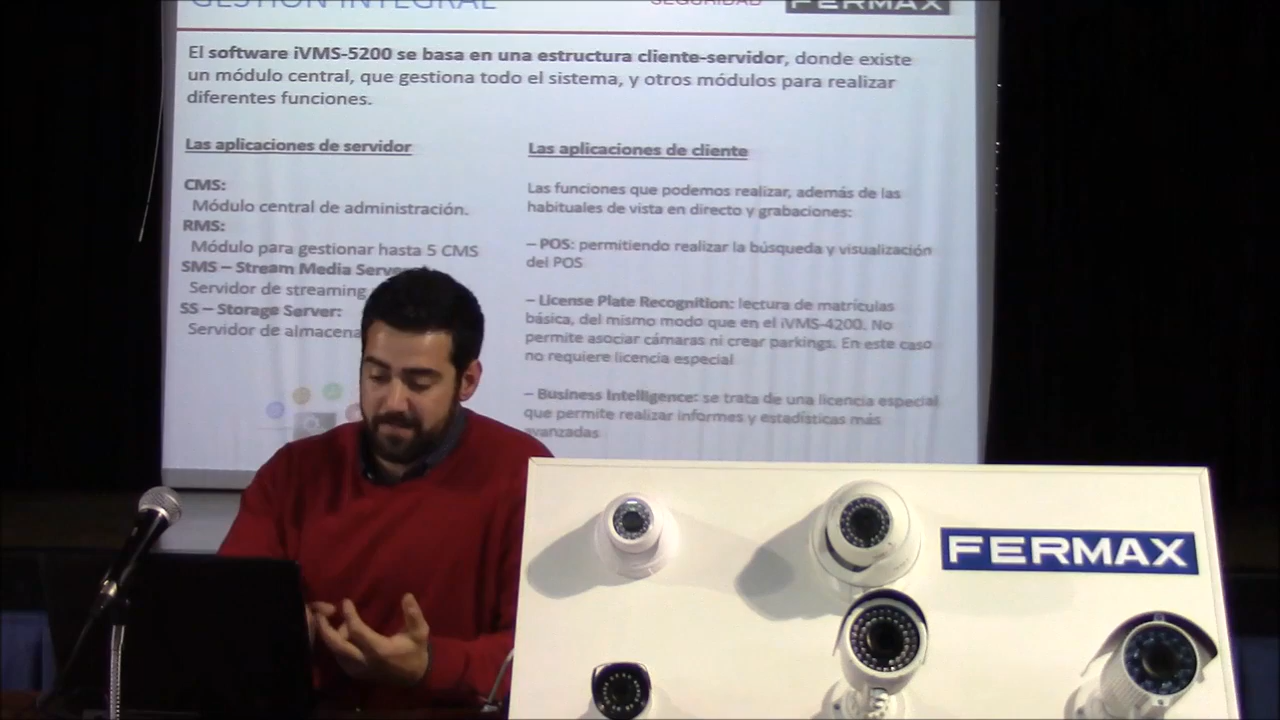 GESTIÓN INTEGRAL
SEGURIDAD
FERMAX
El software iVMS-5200 se basa en una estructura cliente-servidor, donde existe
un módulo central, que gestiona todo el sistema, y otros módulos para realizar
diferentes funciones.
Las aplicaciones de servidor
CMS:
Módulo central de administración.
RMS:
Módulo para gestionar hasta 5 CMS
SMS – Stream Media Server
Servidor de streaming
SS – Storage Server:
Servidor de almacena
Las aplicaciones de cliente
Las funciones que podemos realizar, además de las
habituales de vista en directo y grabaciones:
– POS: permitiendo realizar la búsqueda y visualización
del POS
– License Plate Recognition: lectura de matrículas
básica, del mismo modo que en el iVMS-4200. No
permite asociar cámaras ni crear parkings. En este caso
no requiere licencia especial
– Business Intelligence: se trata de una licencia especial
que permite realizar informes y estadísticas más
avanzadas
FERMAX